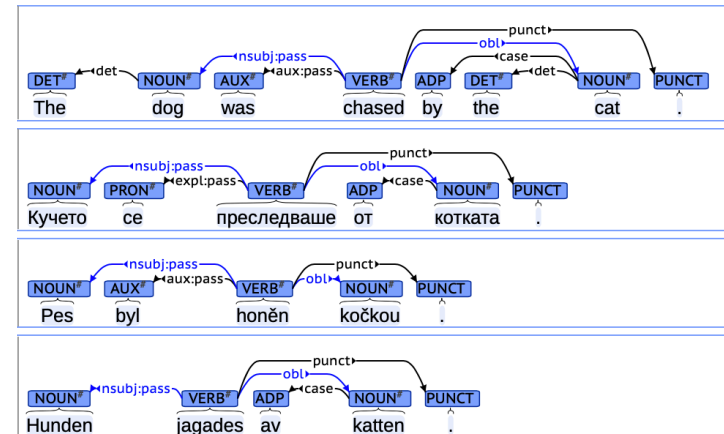 punct
obl
nsubj:pass case
det aux:pass det
DET# NOUN# AUX# VERB# ADP DET# NOUN# PUNCT
The dog was chased by the cat .
punct
nsubj:pass obl
expl:pass case
NOUN# PRON# VERB# ADP NOUN# PUNCT
Кучето се преследваше от котката .
nsubj:pass punct
aux:pass obl
NOUN# AUX# VERB# NOUN# PUNCT
Pes byl honěn kočkou .
punct
obl
nsubj:pass case
NOUN# VERB# ADP NOUN# PUNCT
Hunden jagades av katten .